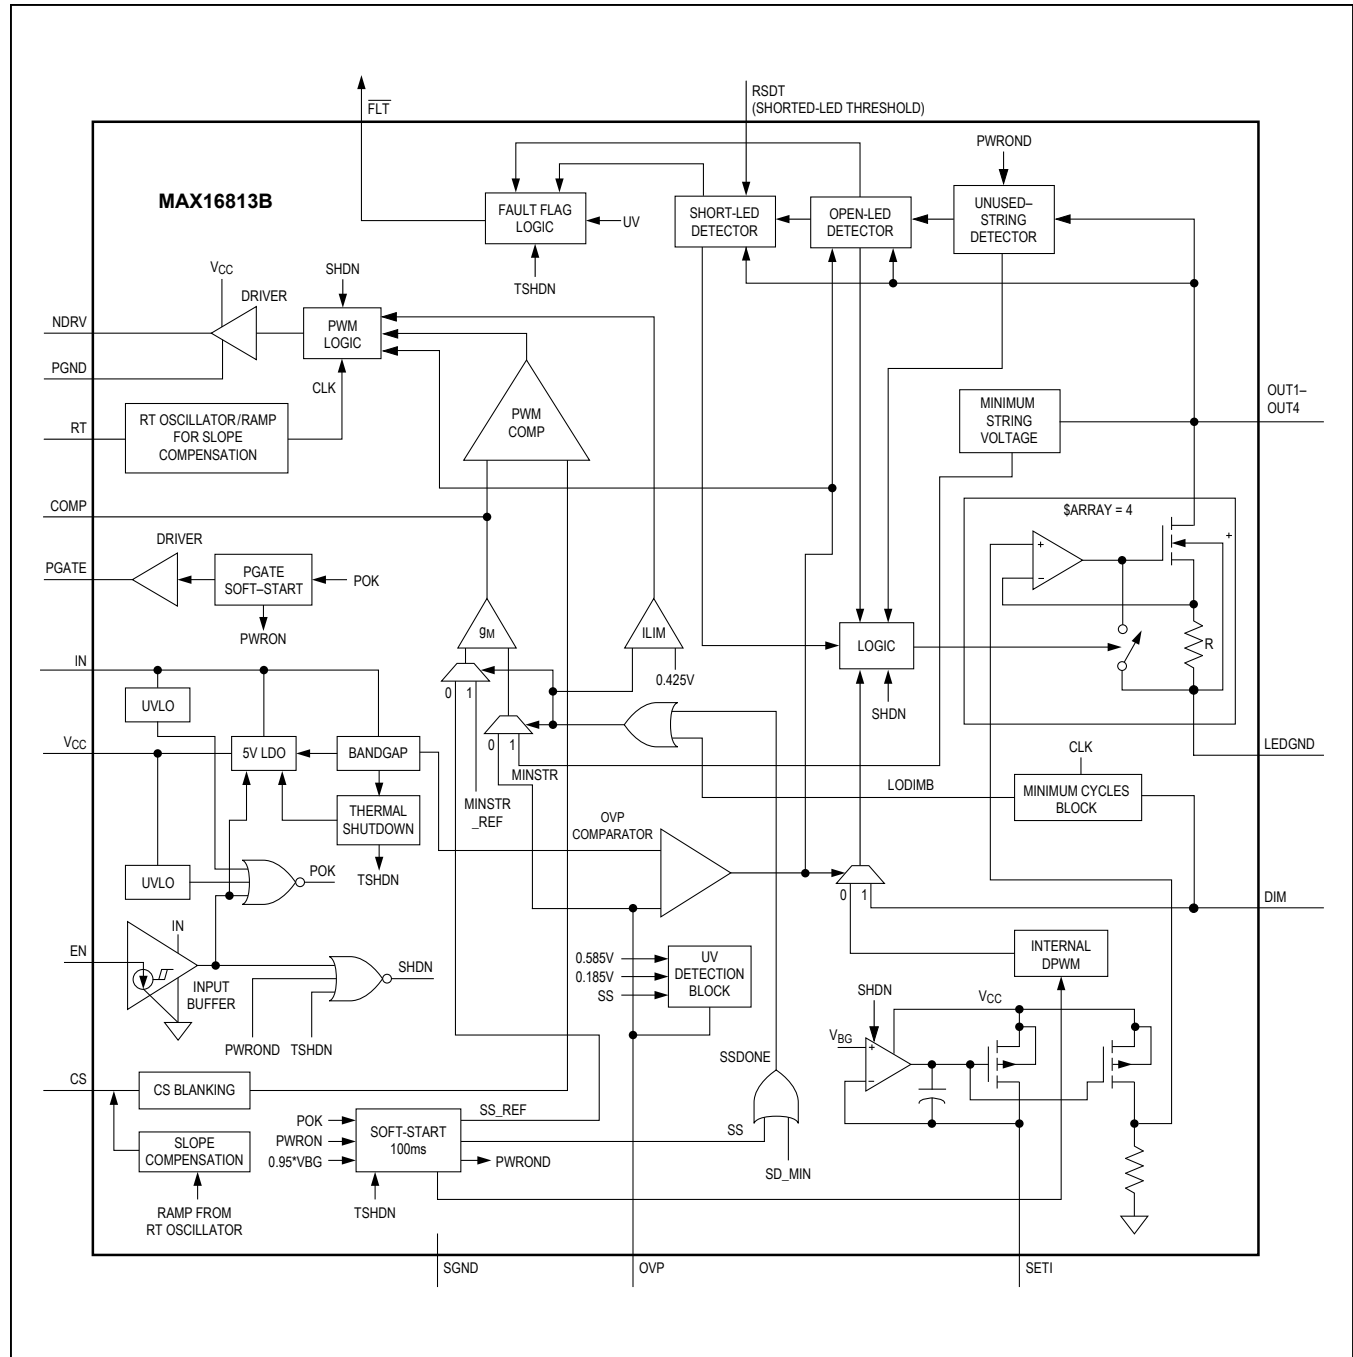 FLT
RSDT
(SHORTED-LED THRESHOLD)
PWROND
MAX16813B
FAULT FLAG
LOGIC
UV
TSHDN
SHORT-LED
DETECTOR
OPEN-LED
DETECTOR
UNUSED–
STRING
DETECTOR
VCC
SHDN
DRIVER
NDRV
PWM
LOGIC
PGND
CLK
RT
RT OSCILLATOR/RAMP
FOR SLOPE
COMPENSATION
PWM
COMP
MINIMUM
STRING
VOLTAGE
OUT1–
OUT4
COMP
$ARRAY = 4
+
−
+
R
DRIVER
PGATE
PGATE
SOFT–START
POK
PWRON
gM
ILIM
0.425V
0 1
LOGIC
SHDN
IN
UVLO
VCC
5V LDO
BANDGAP
0 1
MINSTR
MINSTR
_REF
THERMAL
SHUTDOWN
TSHDN
LEDGND
CLK
LODIMB
MINIMUM CYCLES
BLOCK
OVP
COMPARATOR
UVLO
POK
0 1
DIM
EN
IN
INPUT
BUFFER
SHDN
PWROND
TSHDN
0.585V
0.185V
SS
UV
DETECTION
BLOCK
INTERNAL
DPWM
SHDN
VCC
VBG
+
−
SSDONE
CS
CS BLANKING
SLOPE
COMPENSATION
RAMP FROM
RT OSCILLATOR
POK
PWRON
0.95*VBG
SOFT-START
100ms
SS_REF
SS
PWROND
TSHDN
SD_MIN
SGND
OVP
SETI